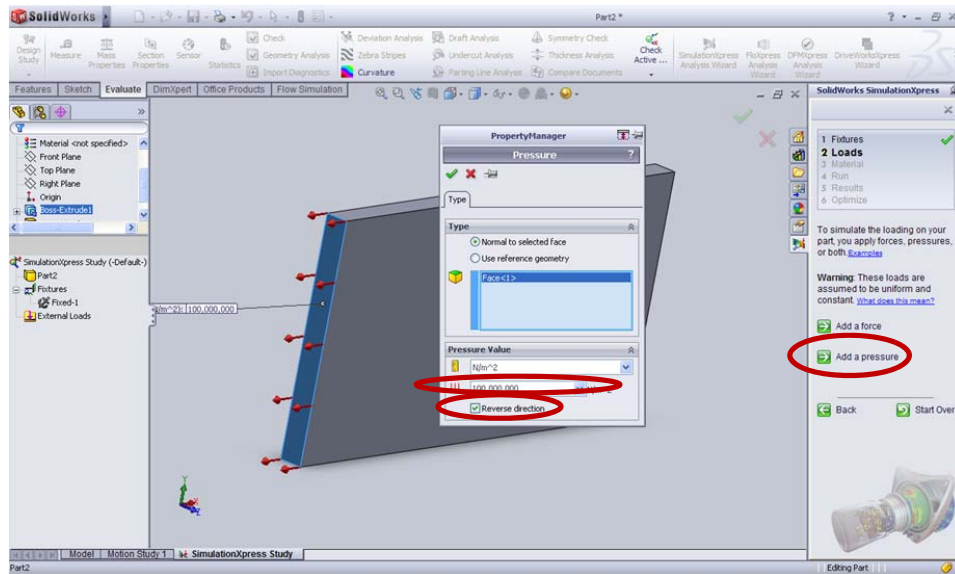 SolidWorks
Part2 *
Design Study
Measure
Mass Properties
Section Properties
Sensor
Statistics
Check
Geometry Analysis
Import Diagnostics
Deviation Analysis
Zebra Stripes
Curvature
Draft Analysis
Undercut Analysis
Parting Line Analysis
Symmetry Check
Thickness Analysis
Compare Documents
Check Active ...
SimulationXpress Analysis Wizard
FloXpress Analysis Wizard
DFMXpress Analysis Wizard
DriveWorksXpress Wizard
Features Sketch Evaluate DimXpert Office Products Flow Simulation
Material <not specified>
Front Plane
Top Plane
Right Plane
Origin
Boss-Extrude1
SimulationXpress Study (-Default-)
Part2
Fixtures
Fixed-1
External Loads
100,000,000
PropertyManager
Pressure ?
Type
Type
Normal to selected face
Use reference geometry
Face<1>
Pressure Value
N/m^2
100,000,000
Reverse direction
SolidWorks SimulationXpress
1 Fixtures
2 Loads
3 Material
4 Run
5 Results
6 Optimize
To simulate the loading on your
part, you apply forces, pressures,
or both. Examples
Warning: These loads are
assumed to be uniform and
constant. What does this mean?
Add a force
Add a pressure
Back Start Over
Y
Model Motion Study 1 SimulationXpress Study
Part2 Editing Part